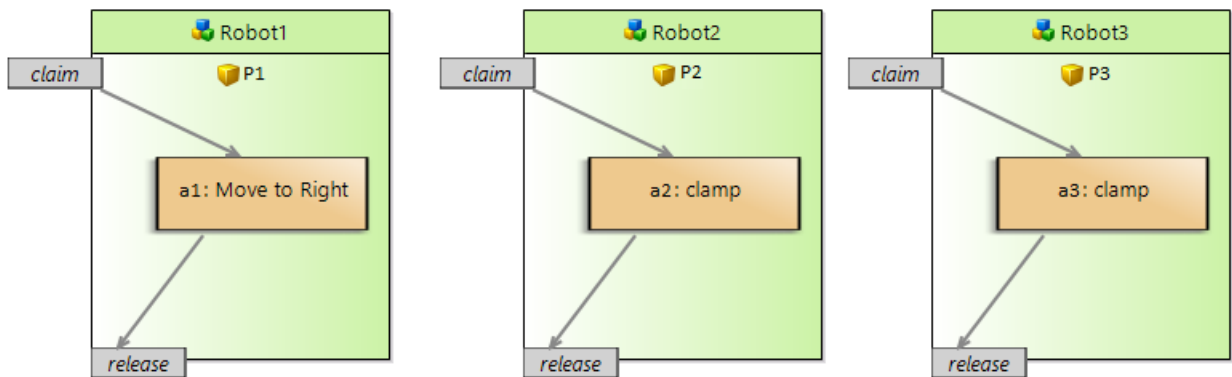 Robot1
claim
P1
a1: Move to Right
release
Robot2
claim
P2
a2: clamp
release
Robot3
claim
P3
a3: clamp
release